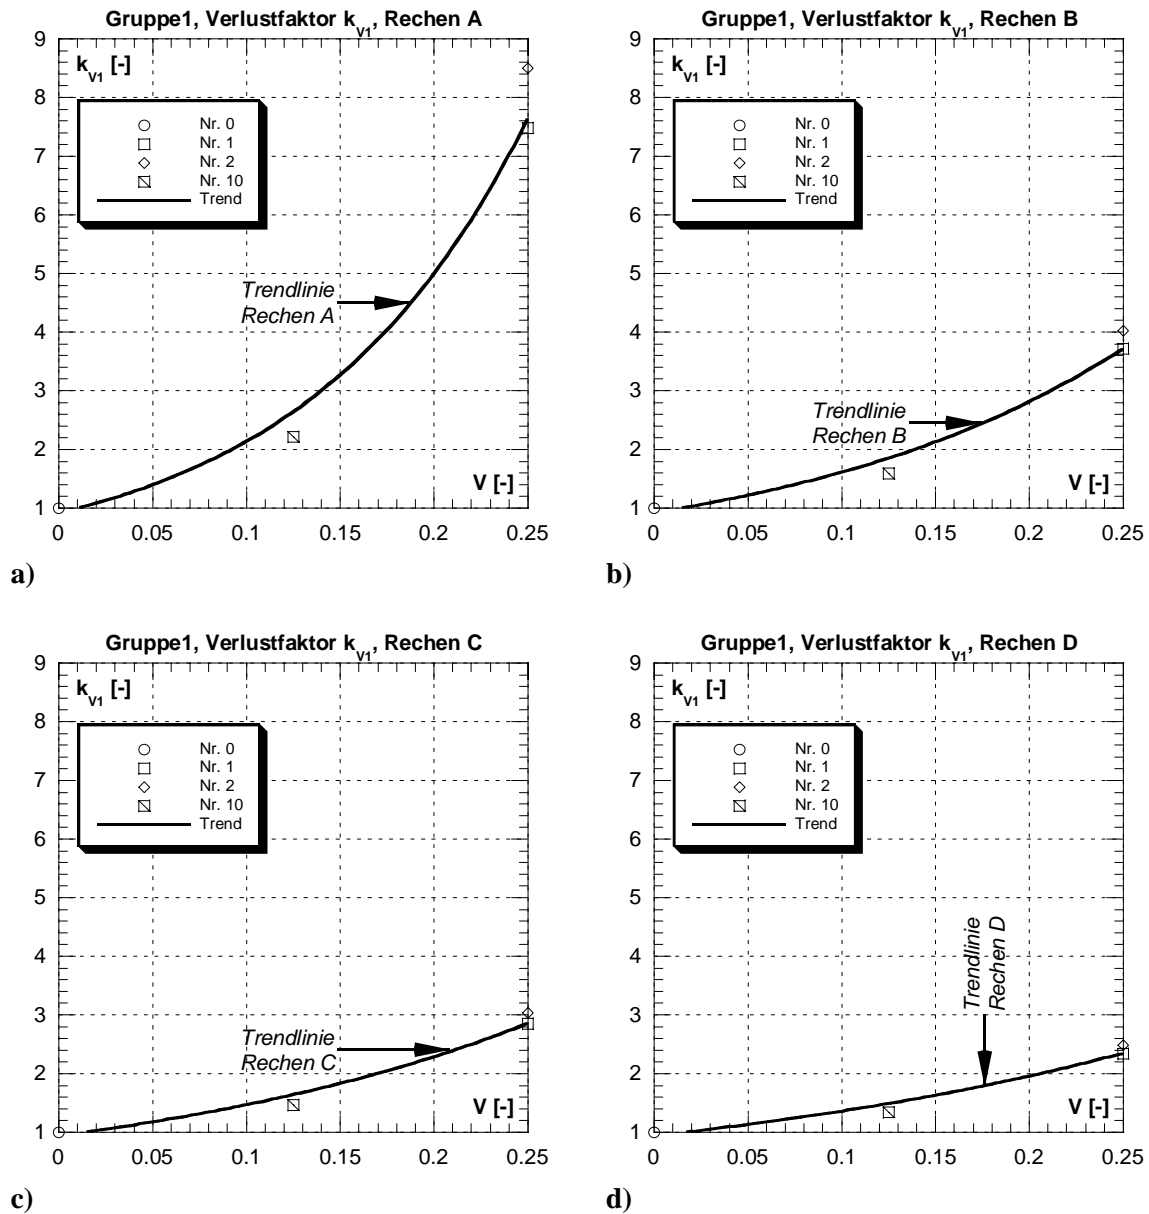 Gruppe1, Verlustfaktor k_V1, Rechen A
9
k_V1 [-]
8
Nr. 0
Nr. 1
Nr. 2
Nr. 10
Trend
7
6
5
Trendlinie
Rechen A
4
3
2
V [-]
1
0 0.05 0.1 0.15 0.2 0.25
a)
Gruppe1, Verlustfaktor k_V1, Rechen B
9
k_V1 [-]
8
Nr. 0
Nr. 1
Nr. 2
Nr. 10
Trend
7
6
5
4
3
Trendlinie
Rechen B
2
V [-]
1
0 0.05 0.1 0.15 0.2 0.25
b)
Gruppe1, Verlustfaktor k_V1, Rechen C
9
k_V1 [-]
8
Nr. 0
Nr. 1
Nr. 2
Nr. 10
Trend
7
6
5
4
3
Trendlinie
Rechen C
2
V [-]
1
0 0.05 0.1 0.15 0.2 0.25
c)
Gruppe1, Verlustfaktor k_V1, Rechen D
9
k_V1 [-]
8
Nr. 0
Nr. 1
Nr. 2
Nr. 10
Trend
7
6
5
4
Trendlinie
Rechen D
3
2
V [-]
1
0 0.05 0.1 0.15 0.2 0.25
d)